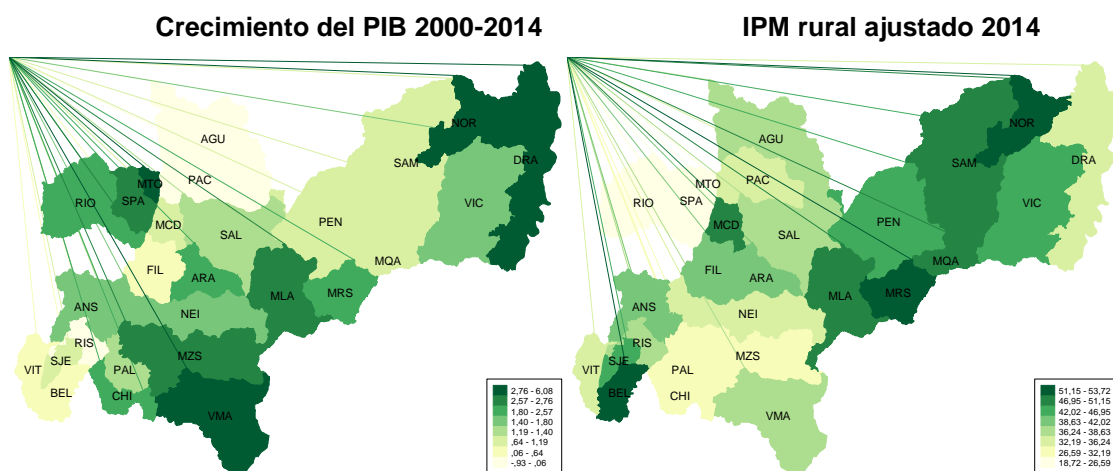 Crecimiento del PIB 2000-2014
IPM rural ajustado 2014
NOR
AGU
SAM
DRA
PAC
MTO
SPA
RIO
VIC
MCD
SAL
PEN
FIL
ARA
MQA
MLA
MRS
ANS
NEI
RIS
SJE
VIT
PAL
MZS
BEL
CHI
VMA
2,76 - 6,08
2,57 - 2,76
1,80 - 2,57
1,40 - 1,80
1,19 - 1,40
,64 - 1,19
,06 - ,64
-,93 - ,06
NOR
AGU
SAM
DRA
PAC
MTO
SPA
RIO
VIC
MCD
SAL
PEN
FIL
ARA
MQA
MLA
MRS
ANS
NEI
RIS
SJE
VIT
PAL
MZS
BEL
CHI
VMA
51,15 - 53,72
46,95 - 51,15
42,02 - 46,95
38,63 - 42,02
36,24 - 38,63
32,19 - 36,24
26,59 - 32,19
18,72 - 26,59